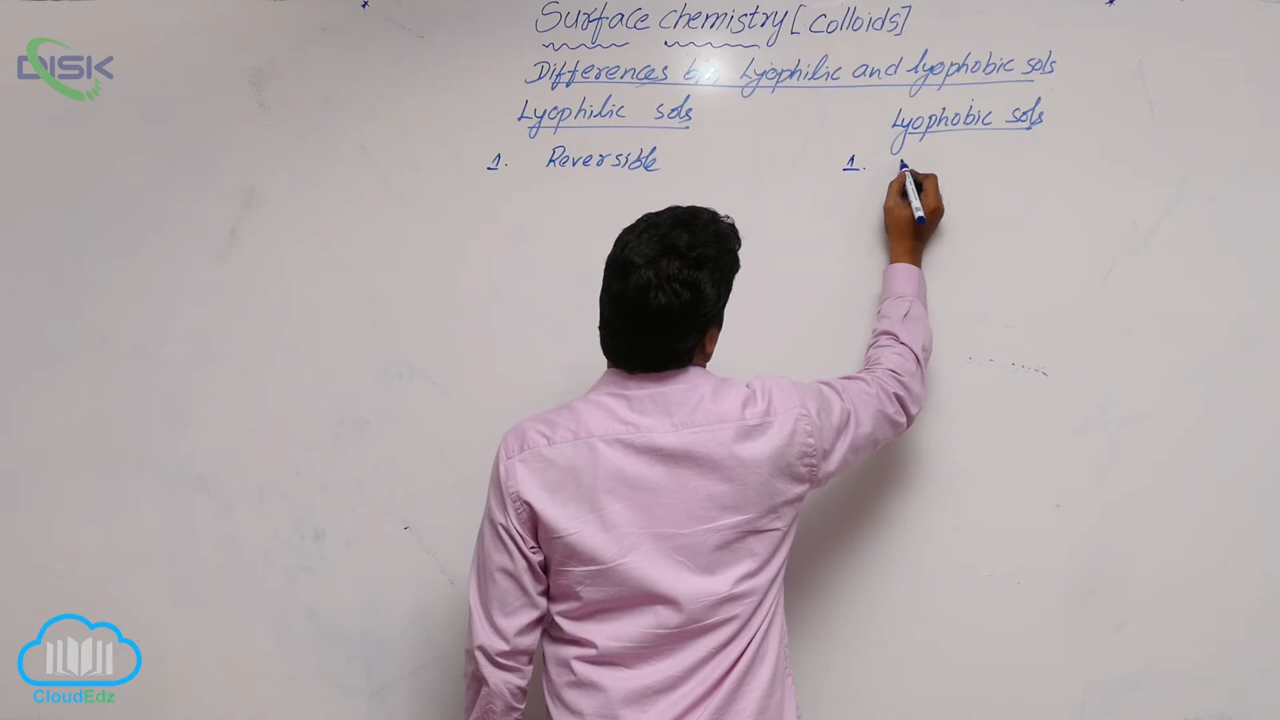 Surface chemistry [colloids]
Differences b/n Lyophilic and lyophobic sols
Lyophilic sols
Lyophobic sols
1. Reversible
1.
DISK
CloudEdz